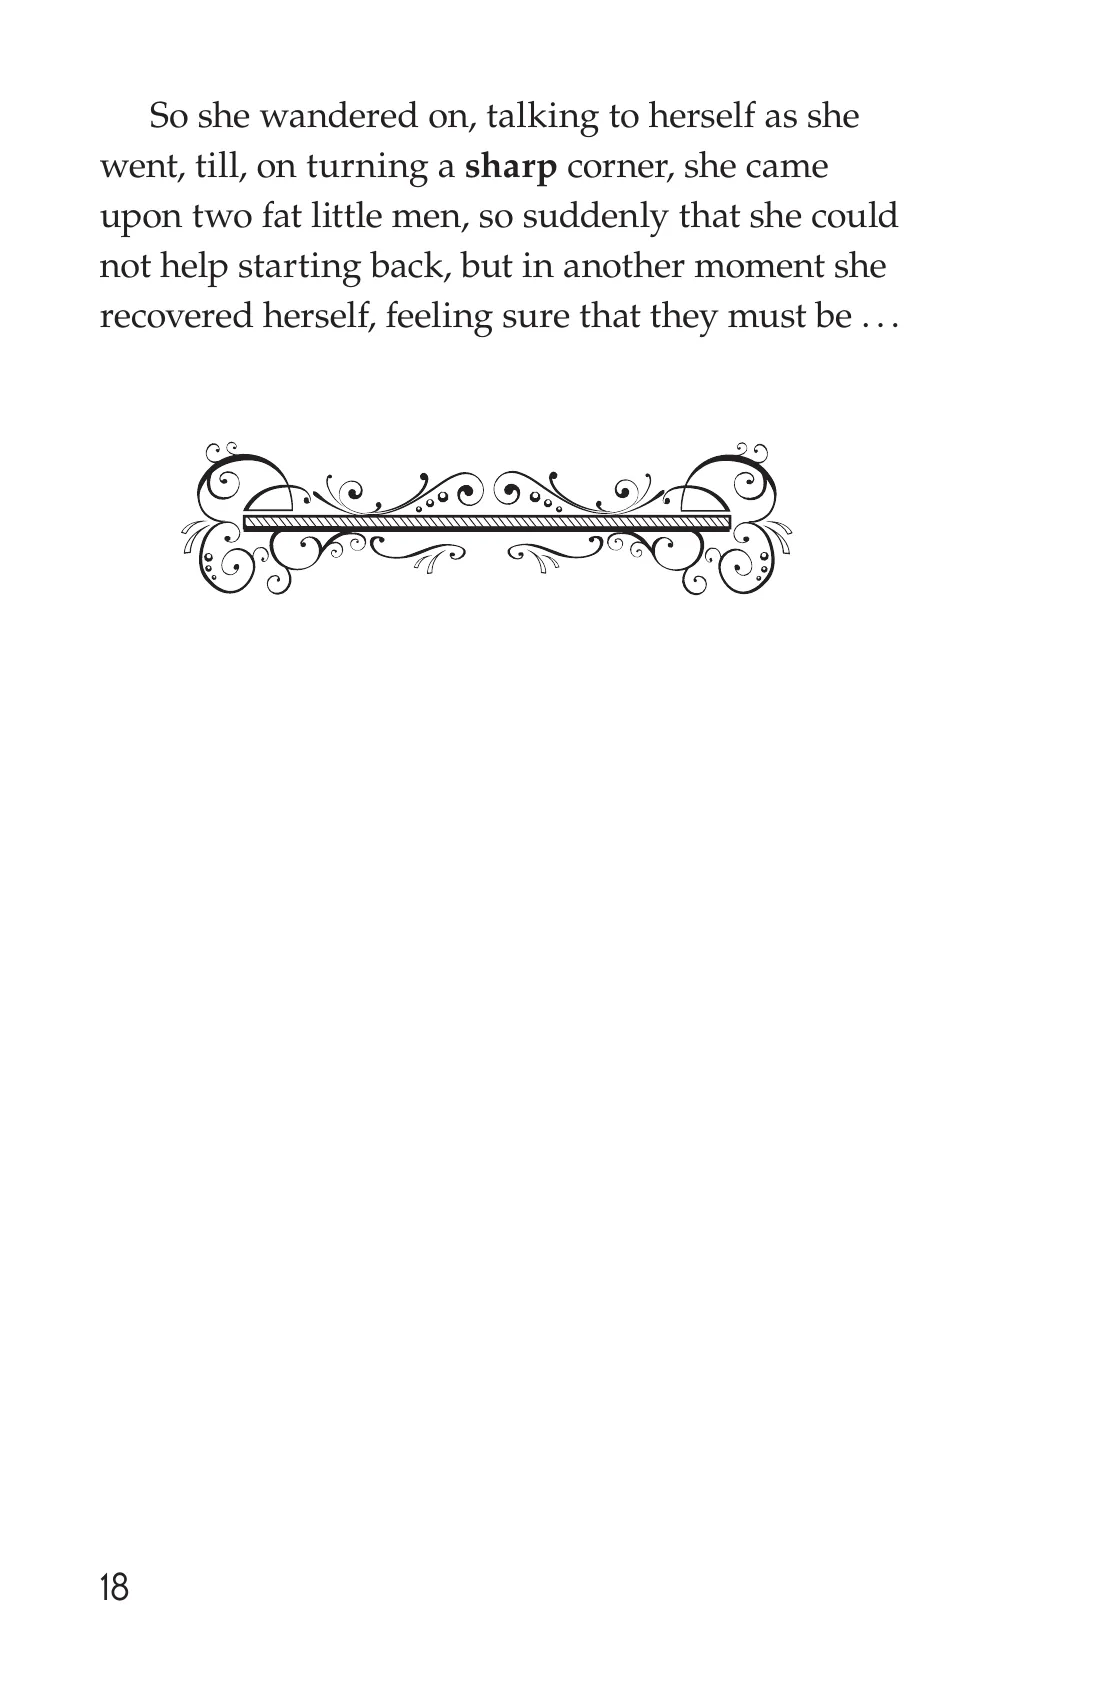 So she wandered on, talking to herself as she
went, till, on turning a sharp corner, she came
upon two fat little men, so suddenly that she could
not help starting back, but in another moment she
recovered herself, feeling sure that they must be . . .
18